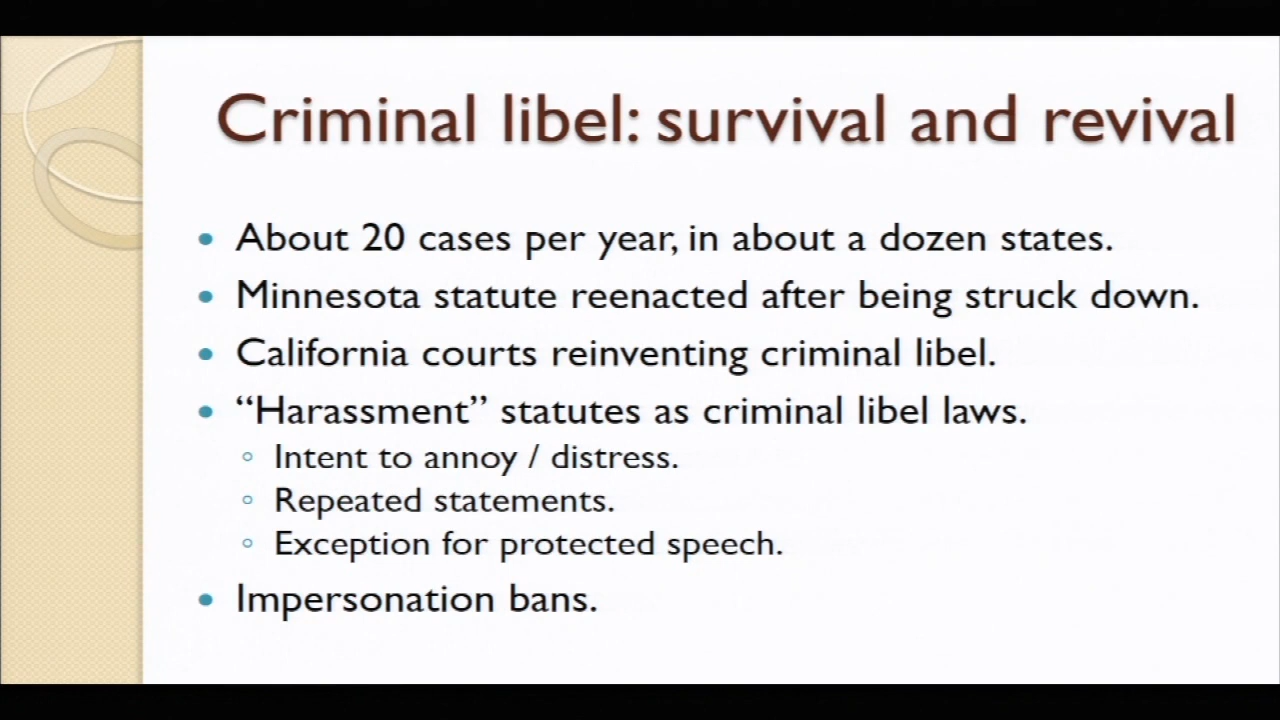 Criminal libel: survival and revival
• About 20 cases per year, in about a dozen states.
• Minnesota statute reenacted after being struck down.
• California courts reinventing criminal libel.
• “Harassment” statutes as criminal libel laws.
◦ Intent to annoy / distress.
◦ Repeated statements.
◦ Exception for protected speech.
• Impersonation bans.